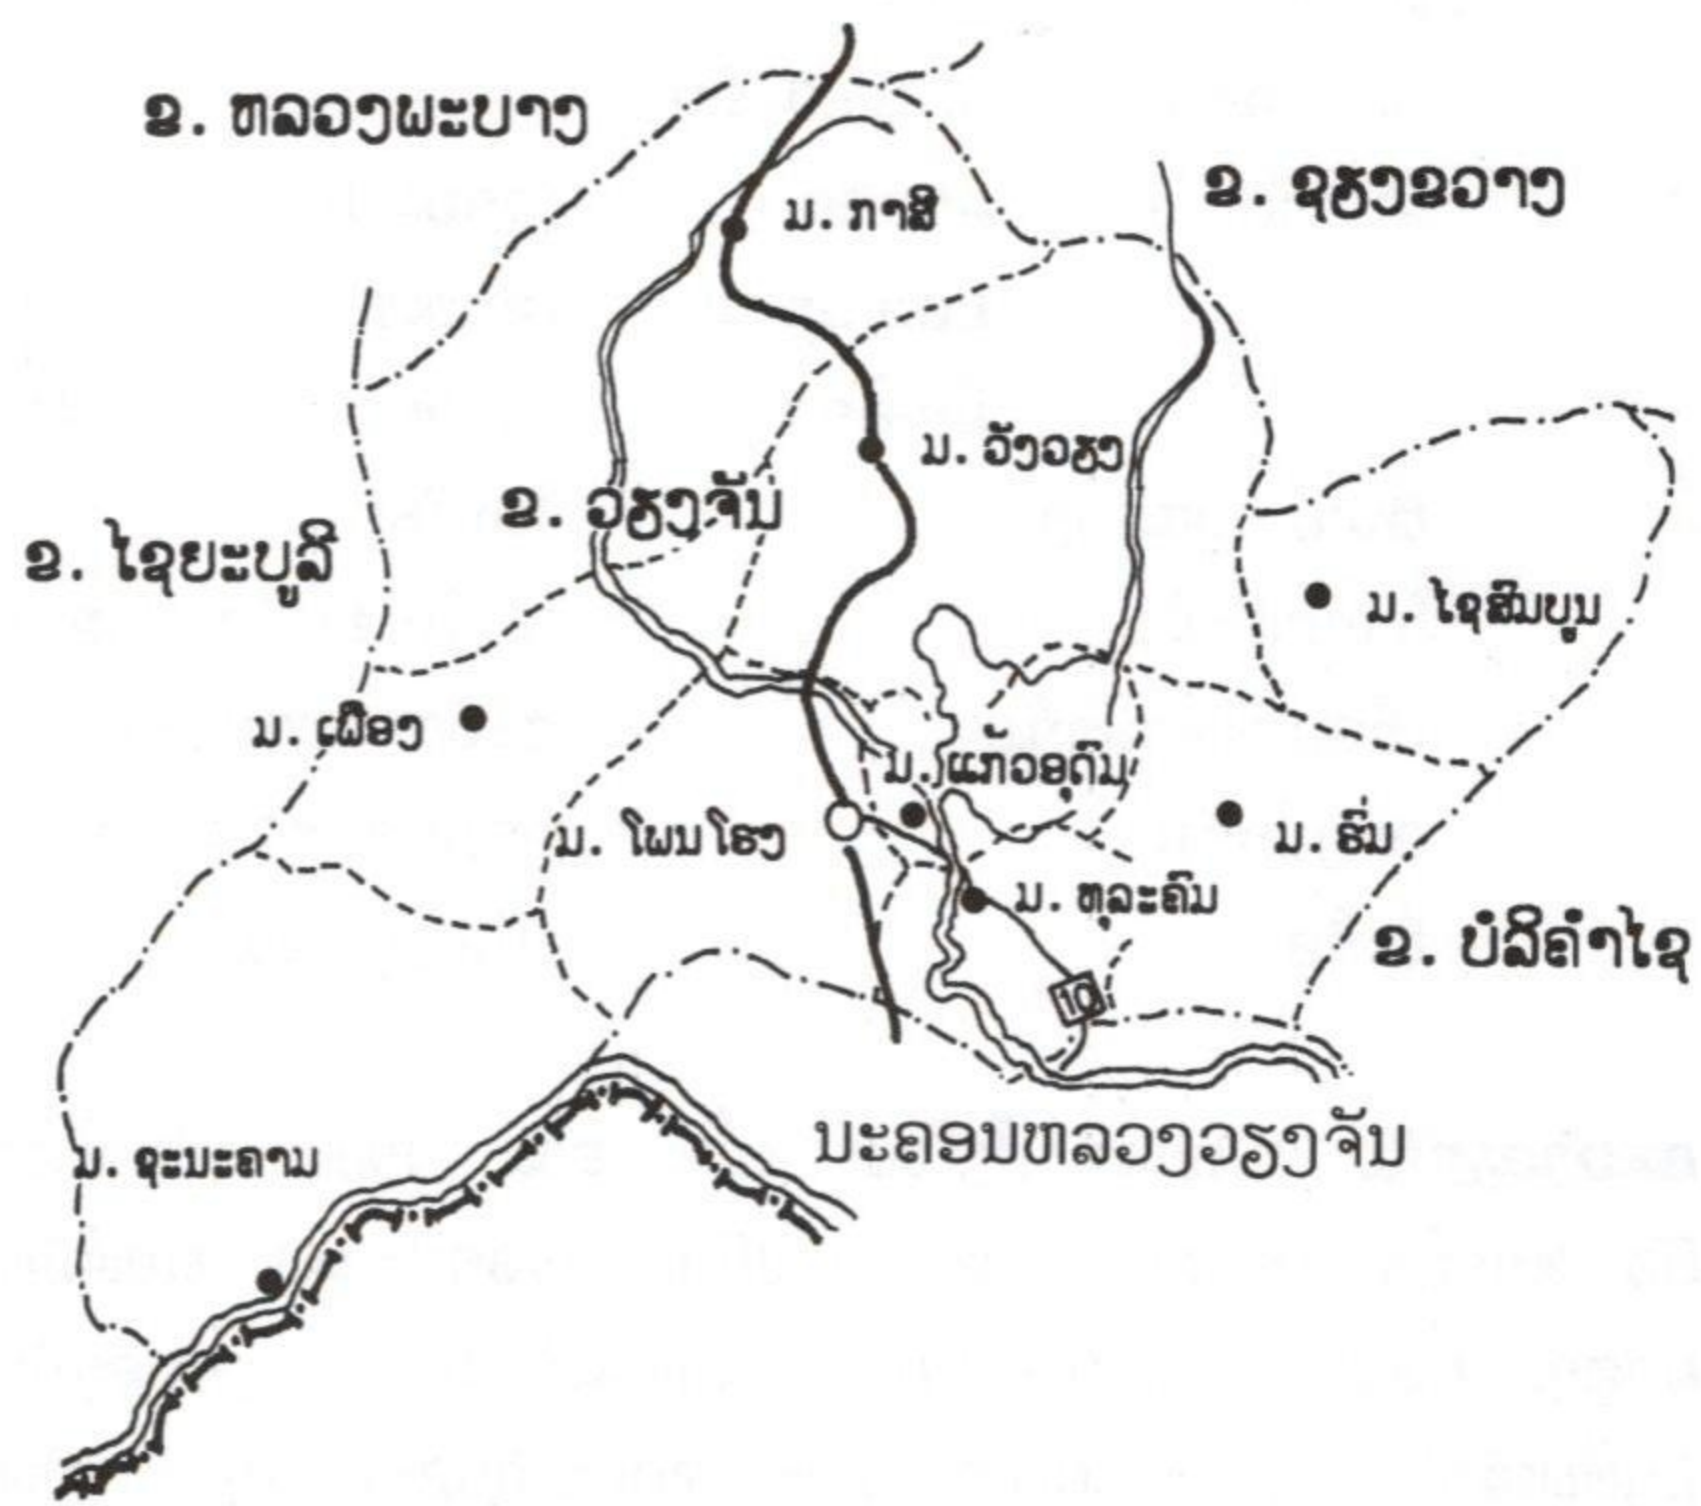 ຂ. ຫລວງພະບາງ
ຂ. ຊຽງຂວາງ
ມ. ກາສີ
ມ. ວັງວຽງ
ຂ. ວຽງຈັນ
ຂ. ໄຊຍະບູລີ
ມ. ໄຊສົມບູນ
ມ. ເຟືອງ
ມ. ແກ້ວອຸດົມ
ມ. ໂພນໂຮງ
ມ. ຮົ່ມ
ມ. ທຸລະຄົມ
ຂ. ບໍລິຄຳໄຊ
10
ນະຄອນຫລວງວຽງຈັນ
ມ. ຊະນະຄາມ